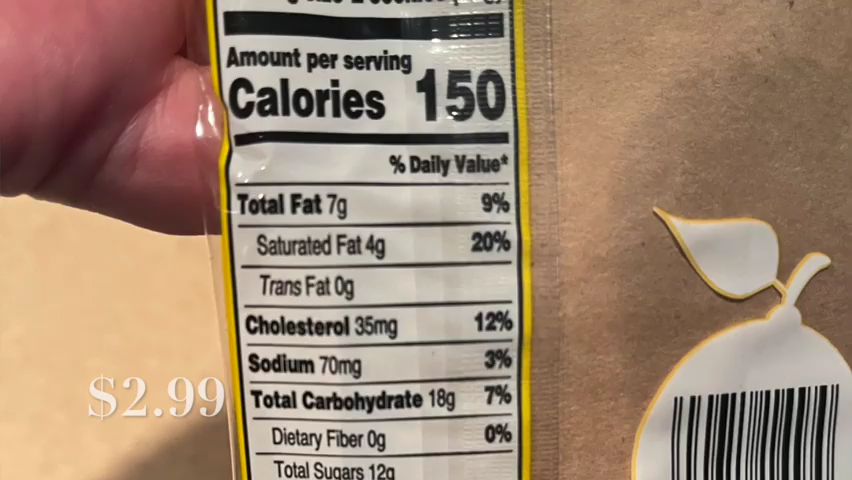 Amount per serving
Calories 150
% Daily Value*
Total Fat 7g 9%
Saturated Fat 4g 20%
Trans Fat 0g
Cholesterol 35mg 12%
Sodium 70mg 3%
Total Carbohydrate 18g 7%
Dietary Fiber 0g 0%
Total Sugars 12g
$2.99